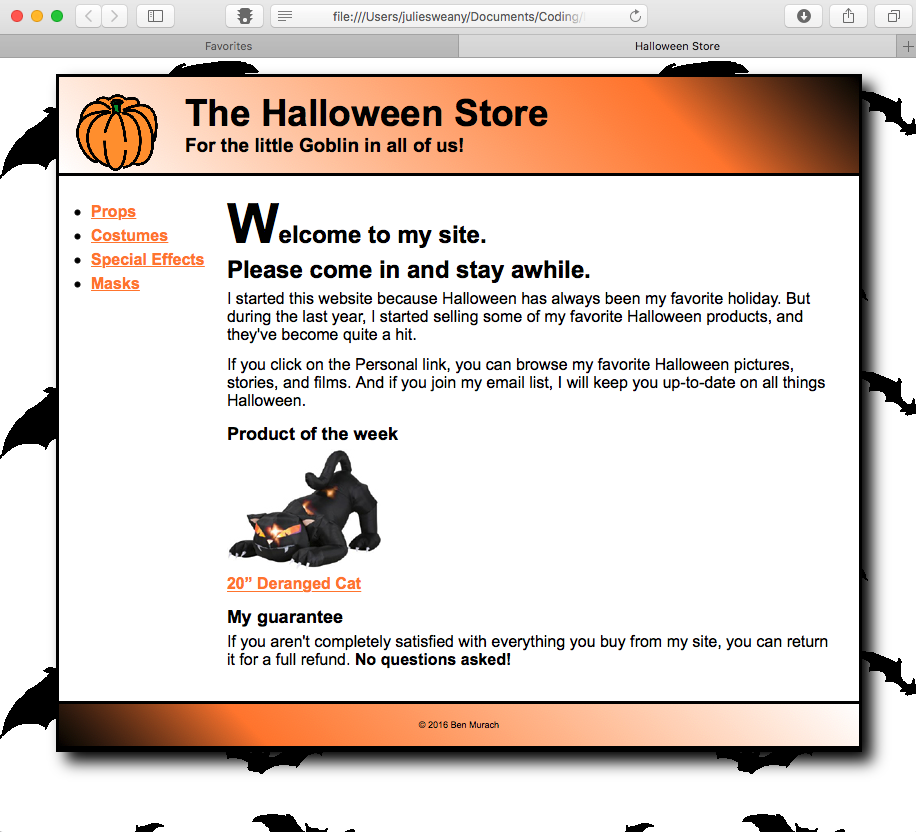 file:///Users/juliesweany/Documents/Coding/
Favorites
Halloween Store
The Halloween Store
For the little Goblin in all of us!
Props
Costumes
Special Effects
Masks
Welcome to my site.
Please come in and stay awhile.
I started this website because Halloween has always been my favorite holiday. But
during the last year, I started selling some of my favorite Halloween products, and
they've become quite a hit.
If you click on the Personal link, you can browse my favorite Halloween pictures,
stories, and films. And if you join my email list, I will keep you up-to-date on all things
Halloween.
Product of the week
20” Deranged Cat
My guarantee
If you aren't completely satisfied with everything you buy from my site, you can return
it for a full refund. No questions asked!
© 2016 Ben Murach